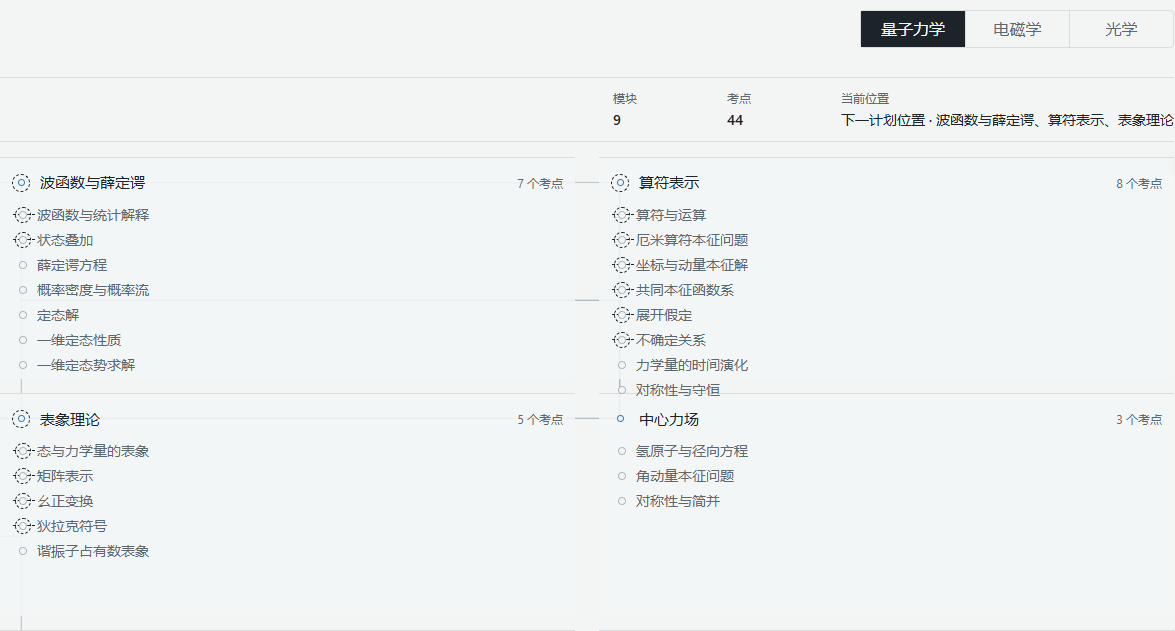 量子力学
电磁学
光学
模块
9
考点
44
当前位置
下一计划位置 · 波函数与薛定谔、算符表示、表象理论
波函数与薛定谔
7 个考点
波函数与统计解释
状态叠加
薛定谔方程
概率密度与概率流
定态解
一维定态性质
一维定态势求解
算符表示
8 个考点
算符与运算
厄米算符本征问题
坐标与动量本征解
共同本征函数系
展开假定
不确定关系
力学量的时间演化
对称性与守恒
表象理论
5 个考点
态与力学量的表象
矩阵表示
幺正变换
狄拉克符号
谐振子占有数表象
中心力场
3 个考点
氢原子与径向方程
角动量本征问题
对称性与简并